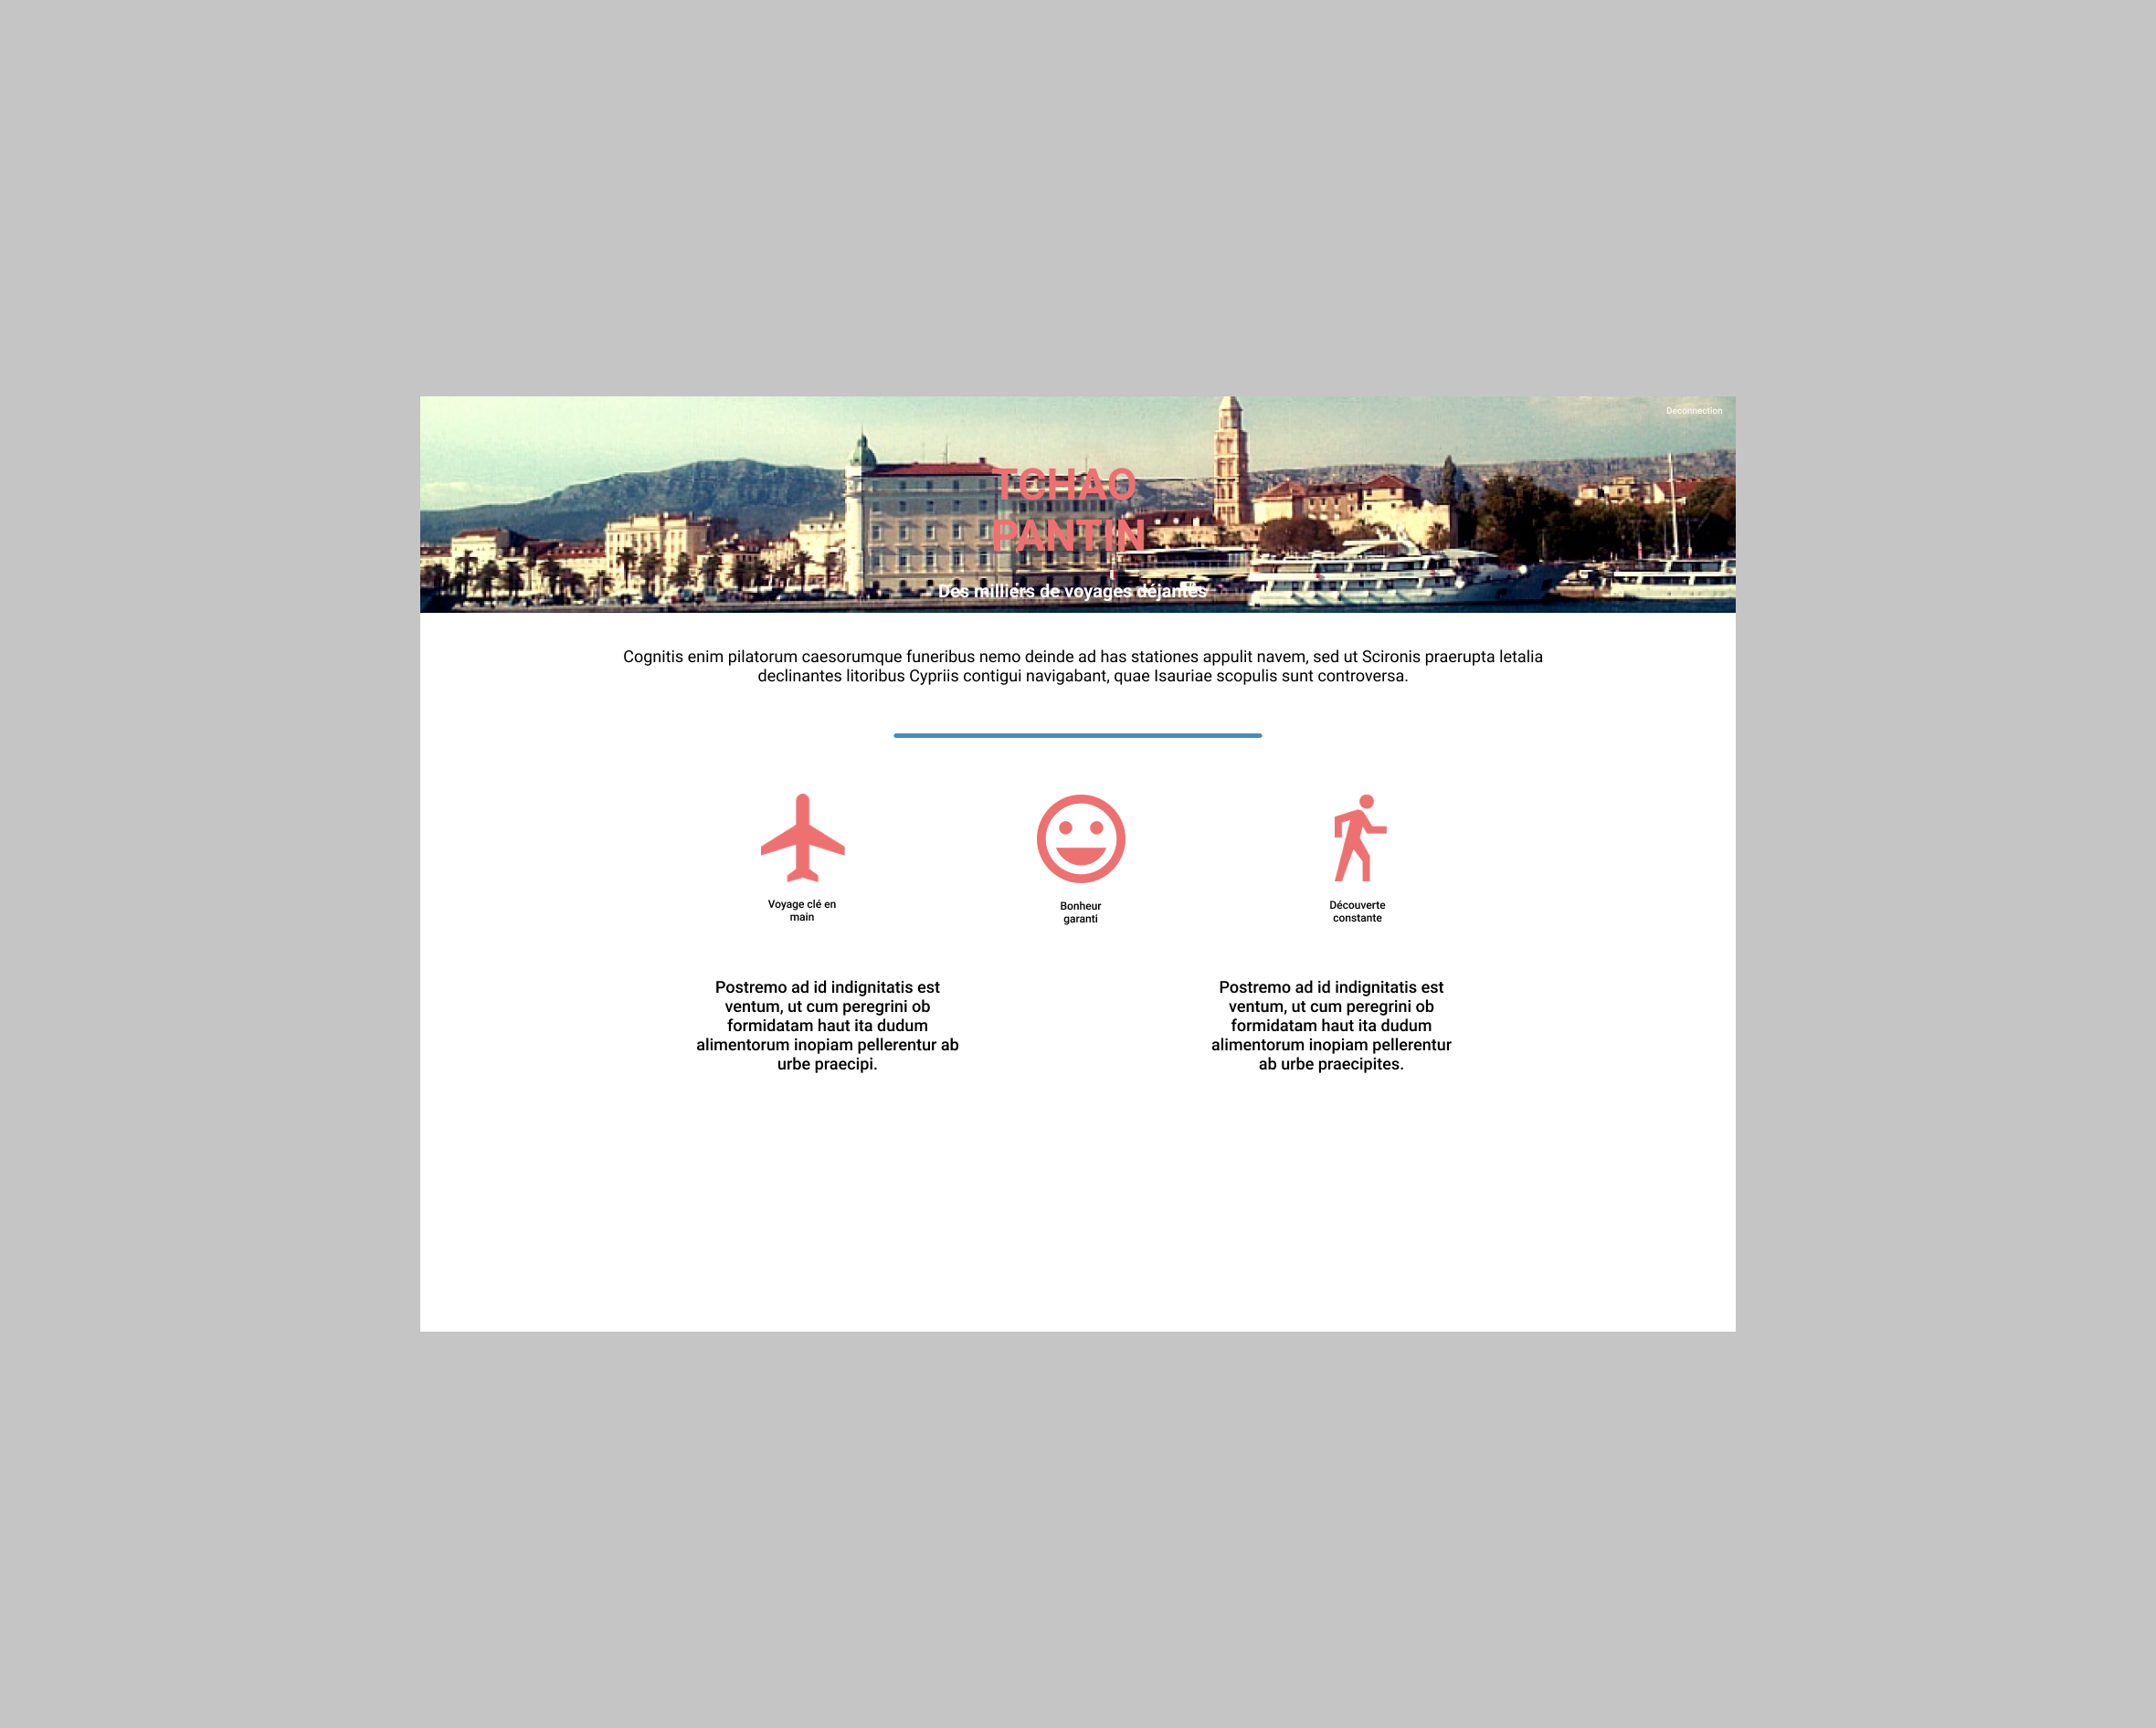 Deconnection
TCHAO
PANTIN
Des milliers de voyages déjantés
Cognitis enim pilatorum caesorumque funeribus nemo deinde ad has stationes appulit navem, sed ut Scironis praerupta letalia
declinantes litoribus Cypriis contigui navigabant, quae Isauriae scopulis sunt controversa.
Voyage clé en
main
Bonheur
garanti
Découverte
constante
Postremo ad id indignitatis est
ventum, ut cum peregrini ob
formidatam haut ita dudum
alimentorum inopiam pellerentur ab
urbe praecipi.
Postremo ad id indignitatis est
ventum, ut cum peregrini ob
formidatam haut ita dudum
alimentorum inopiam pellerentur
ab urbe praecipites.